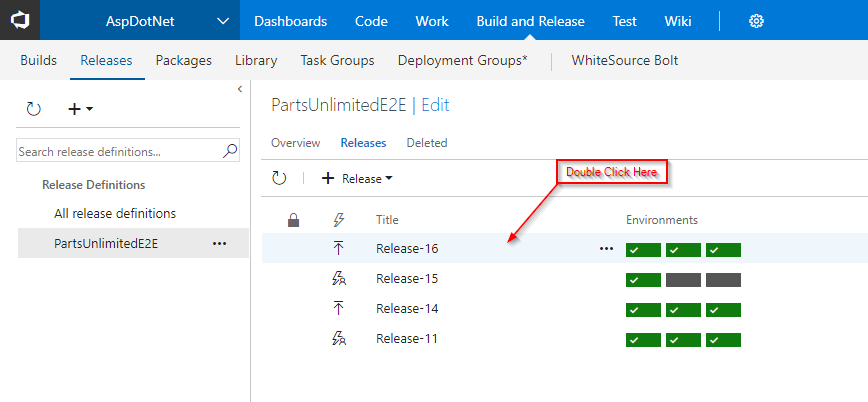 AspDotNet Dashboards Code Work Build and Release Test Wiki
Builds Releases Packages Library Task Groups Deployment Groups* WhiteSource Bolt
PartsUnlimitedE2E | Edit
Search release definitions...
Overview Releases Deleted
Release Definitions
All release definitions
PartsUnlimitedE2E ...
+ Release
Double Click Here
Title Environments
Release-16 ...
Release-15
Release-14
Release-11